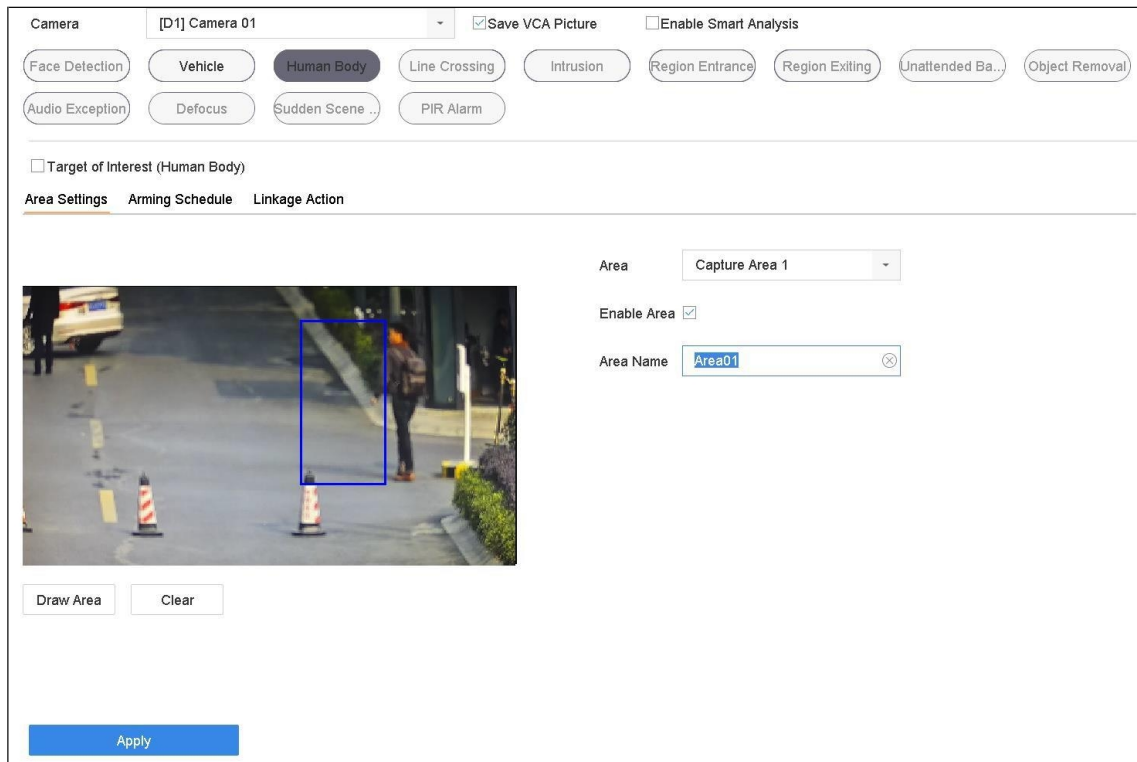 Camera [D1] Camera 01 Save VCA Picture Enable Smart Analysis
Face Detection Vehicle Human Body Line Crossing Intrusion Region Entrance Region Exiting Unattended Ba... Object Removal
Audio Exception Defocus Sudden Scene ... PIR Alarm
Target of Interest (Human Body)
Area Settings Arming Schedule Linkage Action
Area Capture Area 1
Enable Area
Area Name Area01
Draw Area Clear
Apply